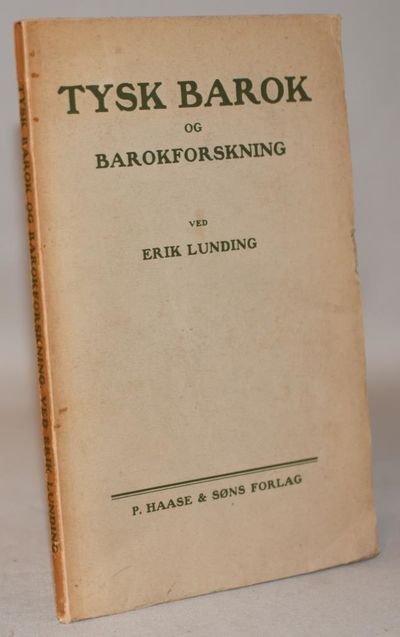 TYSK BAROK
OG
BAROKFORSKNING
VED
ERIK LUNDING
P. HAASE & SØNS FORLAG
TYSK BAROK OG BAROKFORSKNING VED ERIK LUNDING